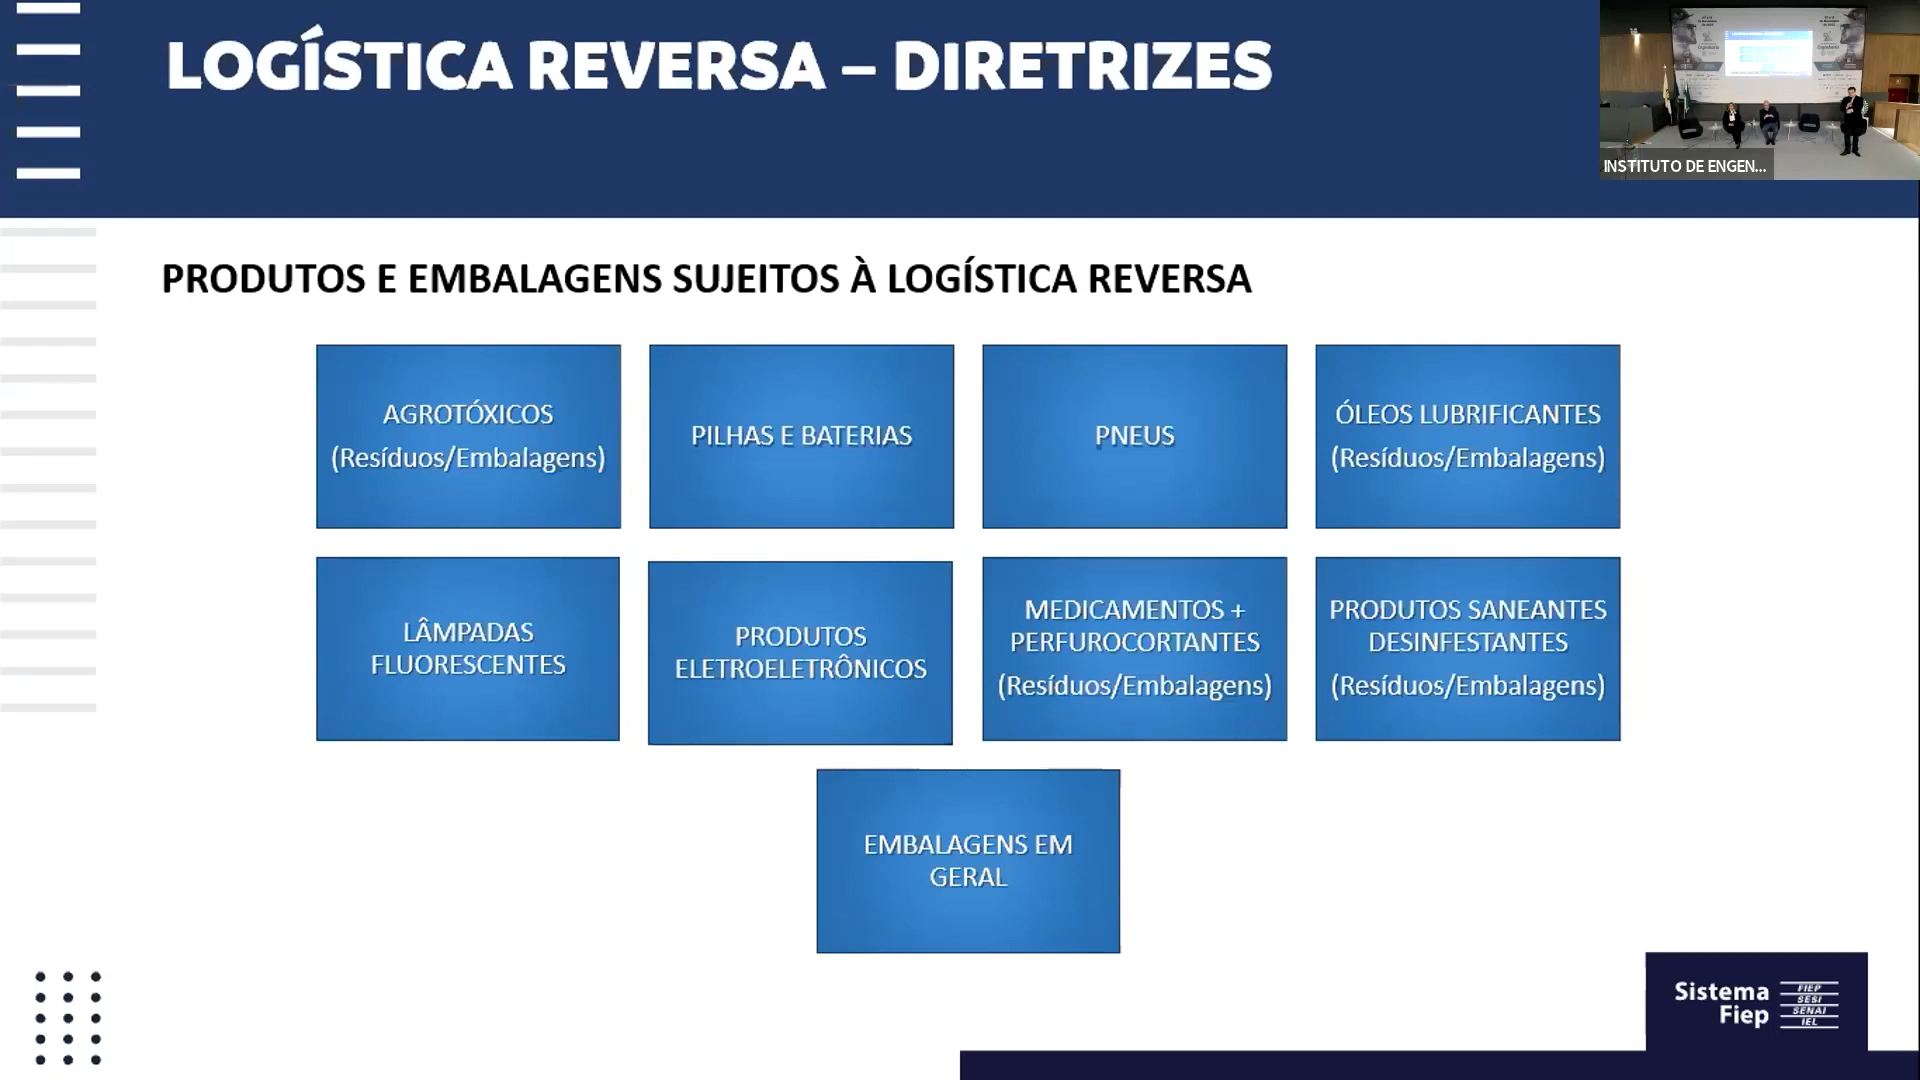 LOGÍSTICA REVERSA – DIRETRIZES
INSTITUTO DE ENGEN...
PRODUTOS E EMBALAGENS SUJEITOS À LOGÍSTICA REVERSA
AGROTÓXICOS
(Resíduos/Embalagens)
PILHAS E BATERIAS
PNEUS
ÓLEOS LUBRIFICANTES
(Resíduos/Embalagens)
LÂMPADAS
FLUORESCENTES
PRODUTOS
ELETROELETRÔNICOS
MEDICAMENTOS +
PERFUROCORTANTES
(Resíduos/Embalagens)
PRODUTOS SANEANTES
DESINFESTANTES
(Resíduos/Embalagens)
EMBALAGENS EM
GERAL
Sistema
Fiep
FIEP
SESI
SENAI
IEL